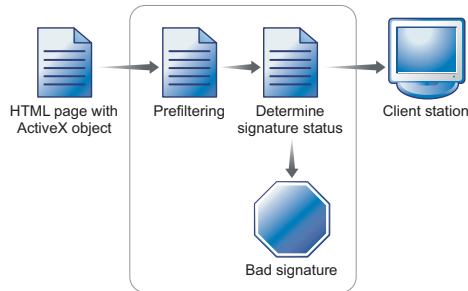 HTML page with
ActiveX object
Prefiltering
Determine
signature status
Client station
Bad signature